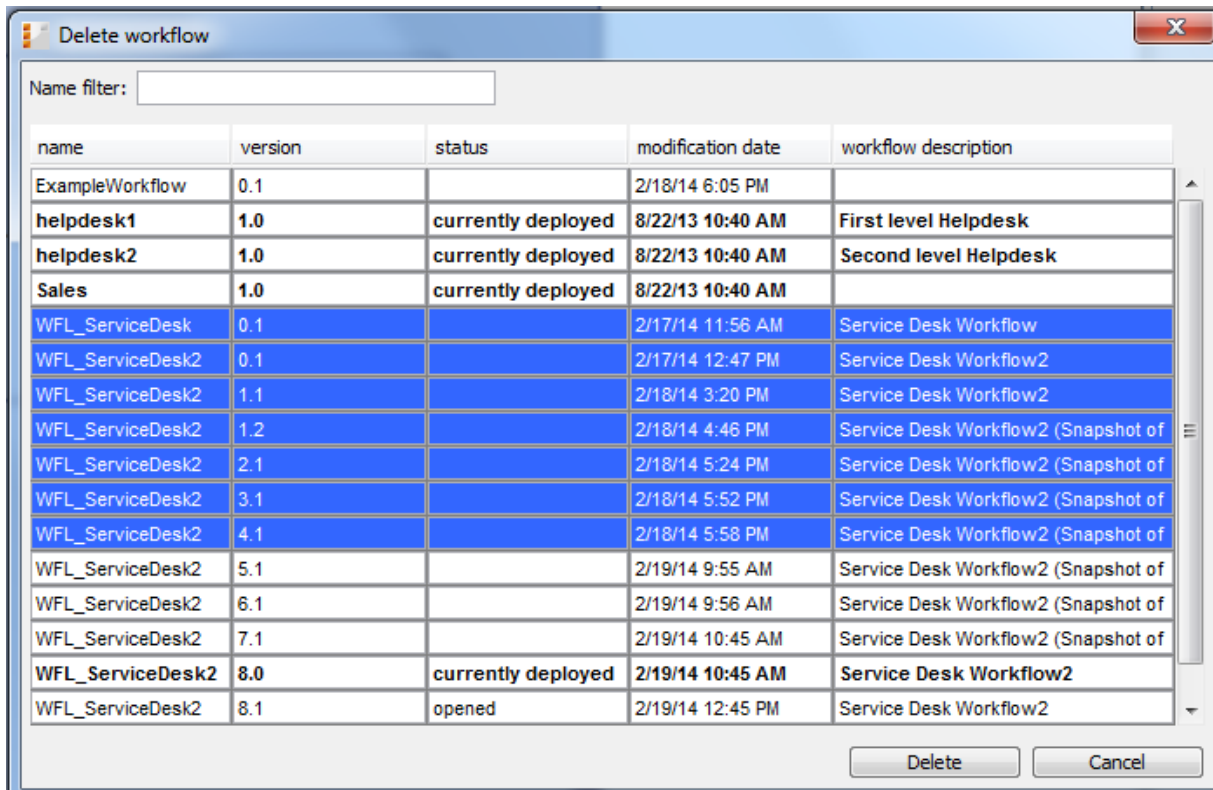 Delete workflow
Name filter:
name version status modification date workflow description
ExampleWorkflow 0.1 2/18/14 6:05 PM
helpdesk1 1.0 currently deployed 8/22/13 10:40 AM First level Helpdesk
helpdesk2 1.0 currently deployed 8/22/13 10:40 AM Second level Helpdesk
Sales 1.0 currently deployed 8/22/13 10:40 AM
WFL_ServiceDesk 0.1 2/17/14 11:56 AM Service Desk Workflow
WFL_ServiceDesk2 0.1 2/17/14 12:47 PM Service Desk Workflow2
WFL_ServiceDesk2 1.1 2/18/14 3:20 PM Service Desk Workflow2
WFL_ServiceDesk2 1.2 2/18/14 4:46 PM Service Desk Workflow2 (Snapshot of
WFL_ServiceDesk2 2.1 2/18/14 5:24 PM Service Desk Workflow2 (Snapshot of
WFL_ServiceDesk2 3.1 2/18/14 5:52 PM Service Desk Workflow2 (Snapshot of
WFL_ServiceDesk2 4.1 2/18/14 5:58 PM Service Desk Workflow2 (Snapshot of
WFL_ServiceDesk2 5.1 2/19/14 9:55 AM Service Desk Workflow2 (Snapshot of
WFL_ServiceDesk2 6.1 2/19/14 9:56 AM Service Desk Workflow2 (Snapshot of
WFL_ServiceDesk2 7.1 2/19/14 10:45 AM Service Desk Workflow2 (Snapshot of
WFL_ServiceDesk2 8.0 currently deployed 2/19/14 10:45 AM Service Desk Workflow2
WFL_ServiceDesk2 8.1 opened 2/19/14 12:45 PM Service Desk Workflow2
Delete Cancel